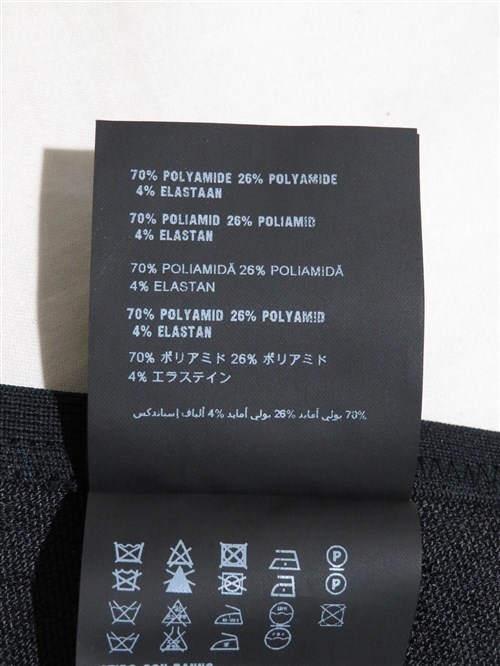 70% POLYAMIDE 26% POLYAMIDE
4% ELASTAAN
70% POLIAMID 26% POLIAMID
4% ELASTAN
70% POLIAMIDĂ 26% POLIAMIDĂ
4% ELASTAN
70% POLYAMID 26% POLYAMID
4% ELASTAN
70% ポリアミド 26% ポリアミド
4% エラステイン
70% بولي أمايد 26% بولي أمايد 4% ألياف إسباندكس
P
P